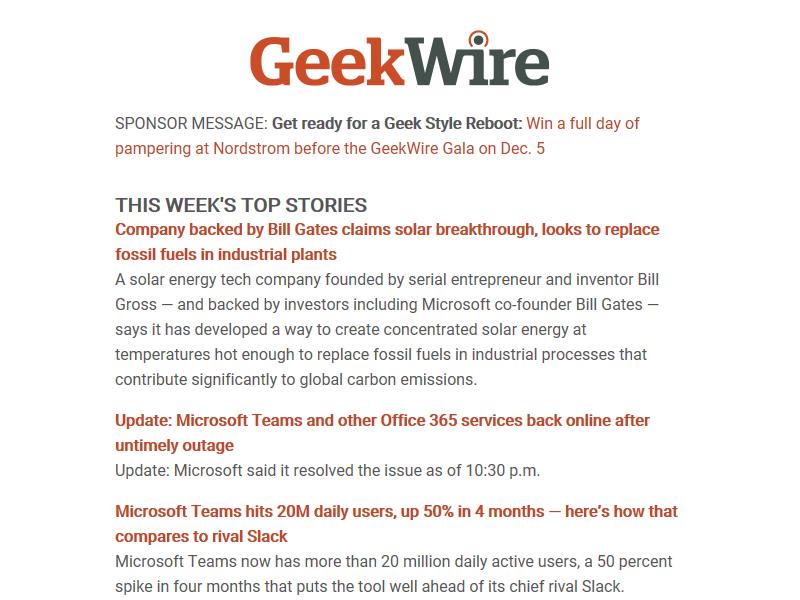 GeekWire
SPONSOR MESSAGE: Get ready for a Geek Style Reboot: Win a full day of
pampering at Nordstrom before the GeekWire Gala on Dec. 5
THIS WEEK'S TOP STORIES
Company backed by Bill Gates claims solar breakthrough, looks to replace
fossil fuels in industrial plants
A solar energy tech company founded by serial entrepreneur and inventor Bill
Gross — and backed by investors including Microsoft co-founder Bill Gates —
says it has developed a way to create concentrated solar energy at
temperatures hot enough to replace fossil fuels in industrial processes that
contribute significantly to global carbon emissions.
Update: Microsoft Teams and other Office 365 services back online after
untimely outage
Update: Microsoft said it resolved the issue as of 10:30 p.m.
Microsoft Teams hits 20M daily users, up 50% in 4 months — here’s how that
compares to rival Slack
Microsoft Teams now has more than 20 million daily active users, a 50 percent
spike in four months that puts the tool well ahead of its chief rival Slack.